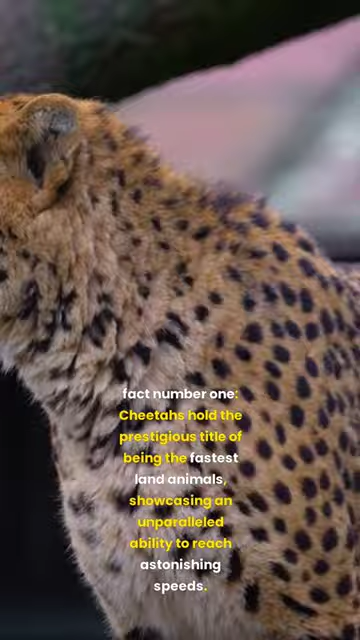 fact number one:
Cheetahs hold the
prestigious title of
being the fastest
land animals,
showcasing an
unparalleled
ability to reach
astonishing
speeds.